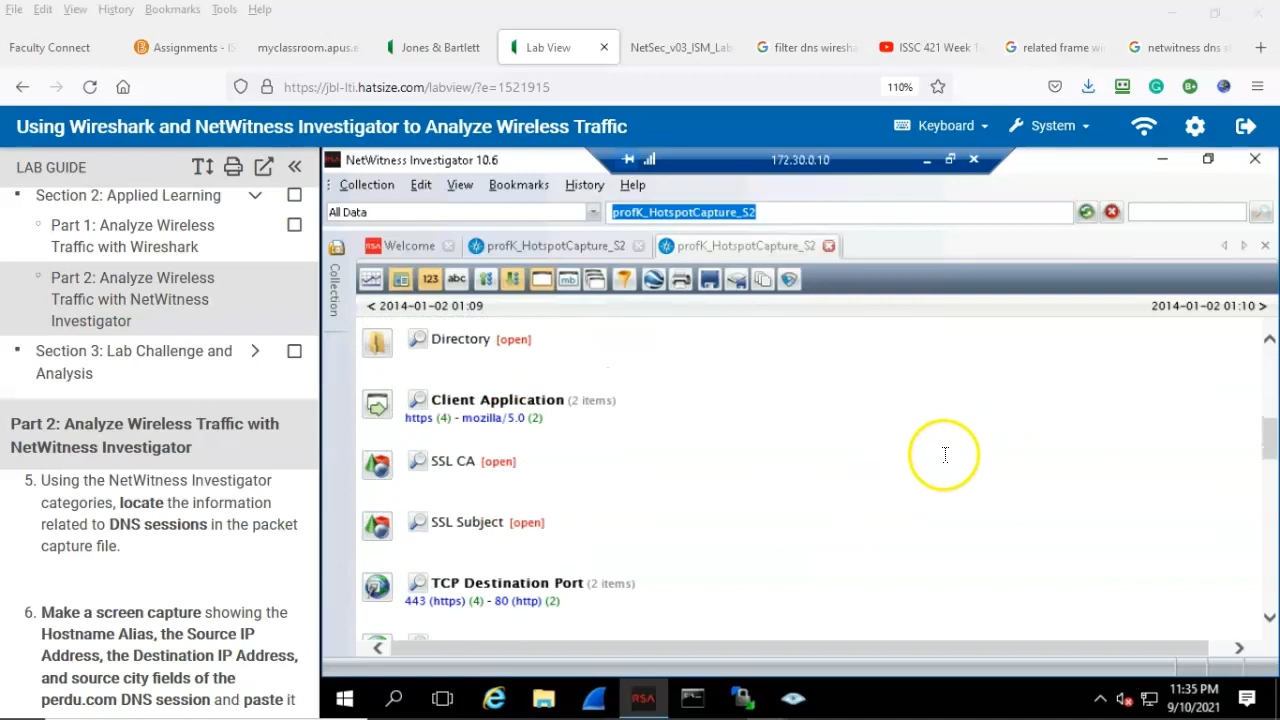 File Edit View History Bookmarks Tools Help
Faculty Connect
Assignments - IS
myclassroom.apus.e
Jones & Bartlett
Lab View
NetSec_v03_ISM_Lab
filter dns wiresha
ISSC 421 Week 1
related frame wi
netwitness dns a
https://jbl-lti.hatsize.com/labview/?e=1521915
110%
Using Wireshark and NetWitness Investigator to Analyze Wireless Traffic
Keyboard
System
LAB GUIDE
Section 2: Applied Learning
Part 1: Analyze Wireless
Traffic with Wireshark
Part 2: Analyze Wireless
Traffic with NetWitness
Investigator
Section 3: Lab Challenge and
Analysis
Part 2: Analyze Wireless Traffic with
NetWitness Investigator
5. Using the NetWitness Investigator
categories, locate the information
related to DNS sessions in the packet
capture file.
6. Make a screen capture showing the
Hostname Alias, the Source IP
Address, the Destination IP Address,
and source city fields of the
perdu.com DNS session and paste it
RSA NetWitness Investigator 10.6
172.30.0.10
Collection Edit View Bookmarks History Help
All Data
profK_HotspotCapture_S2
Collection
RSA Welcome
profK_HotspotCapture_S2
profK_HotspotCapture_S2
123 abc
mb
< 2014-01-02 01:09
2014-01-02 01:10 >
Directory [open]
Client Application (2 items)
https (4) - mozilla/5.0 (2)
SSL CA [open]
SSL Subject [open]
TCP Destination Port (2 items)
443 (https) (4) - 80 (http) (2)
RSA
11:35 PM
9/10/2021